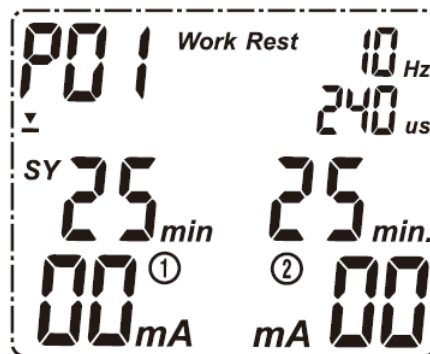 P01 Work Rest 10 Hz
240 us
SY 25 min 25 min.
① ②
00 mA mA 00